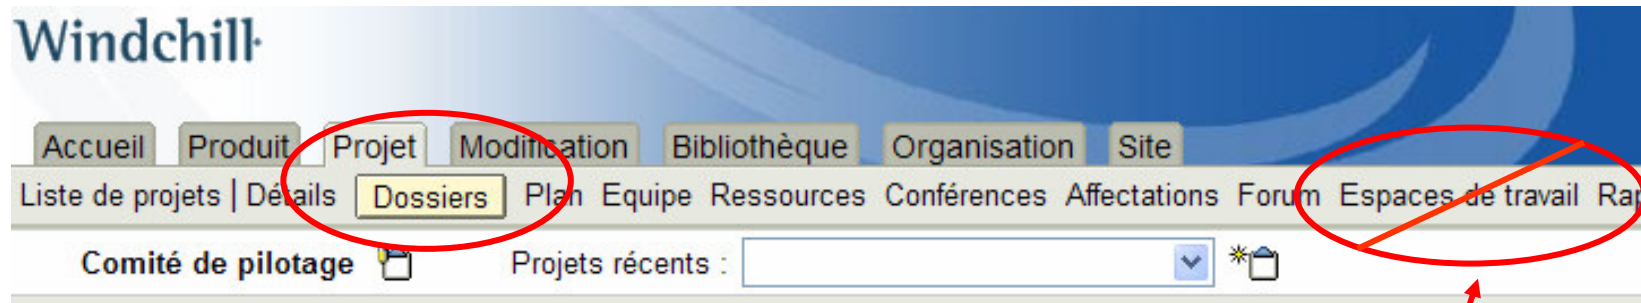 Windchill
Accueil Produit Projet Modification Bibliothèque Organisation Site
Liste de projets | Détails Dossiers Plan Equipe Ressources Conférences Affectations Forum Espaces de travail
Comité de pilotage Projets récents :